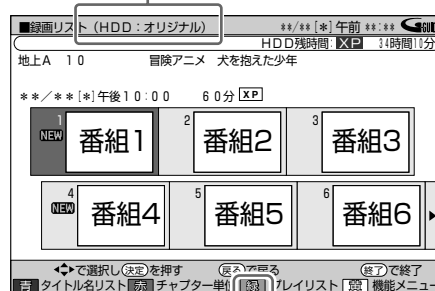 ■録画リスト（HDD：オリジナル） **/** [*]午前 **:** GUIDE
HDD残時間: XP 34時間10分
地上A 10 冒険アニメ 犬を抱えた少年
**/**[*]午後10:00 60分 XP
1 2 3
NEW 番組1 番組2 番組3
4 5 6
NEW 番組4 番組5 番組6
で選択し 決定 を押す 戻る で戻る 終了 で終了
青 タイトル名リスト 赤 チャプター単位 緑 プレイリスト 黄 機能メニュー